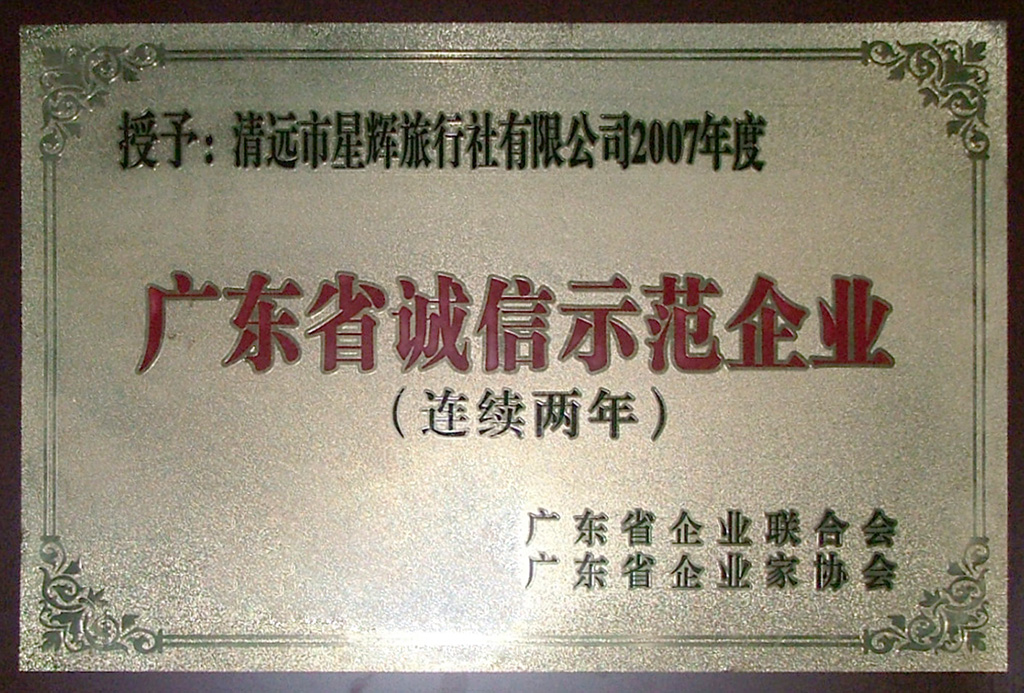 授予：清远市星辉旅行社有限公司2007年度
广东省诚信示范企业
（连续两年）
广东省企业联合会
广东省企业家协会